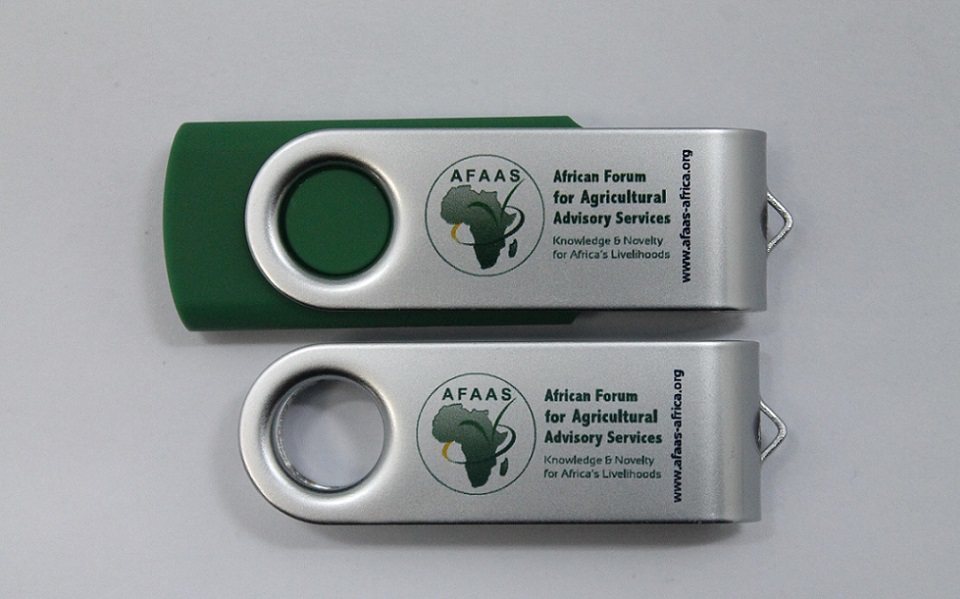 AFAAS
African Forum
for Agricultural
Advisory Services
Knowledge & Novelty
for Africa's Livelihoods
www.afaas-africa.org
AFAAS
African Forum
for Agricultural
Advisory Services
Knowledge & Novelty
for Africa's Livelihoods
www.afaas-africa.org